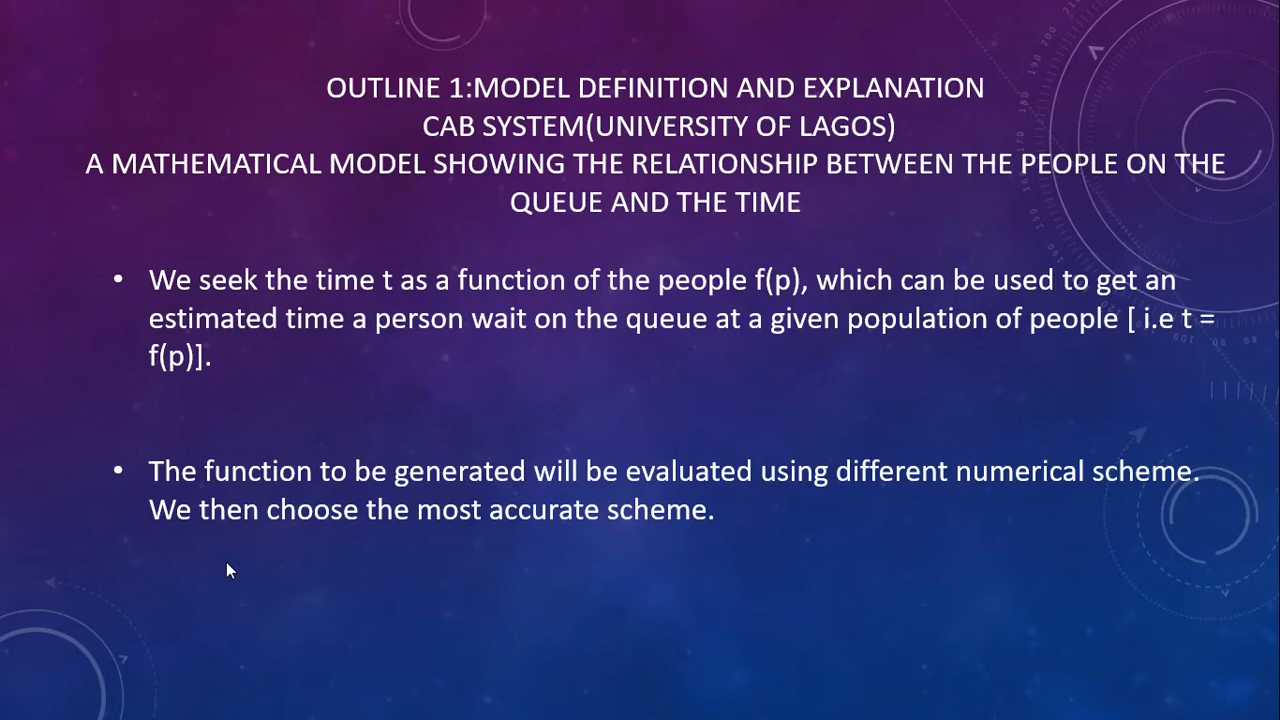 OUTLINE 1:MODEL DEFINITION AND EXPLANATION
CAB SYSTEM(UNIVERSITY OF LAGOS)
A MATHEMATICAL MODEL SHOWING THE RELATIONSHIP BETWEEN THE PEOPLE ON THE
QUEUE AND THE TIME
• We seek the time t as a function of the people f(p), which can be used to get an
estimated time a person wait on the queue at a given population of people [ i.e t =
f(p)].
• The function to be generated will be evaluated using different numerical scheme.
We then choose the most accurate scheme.